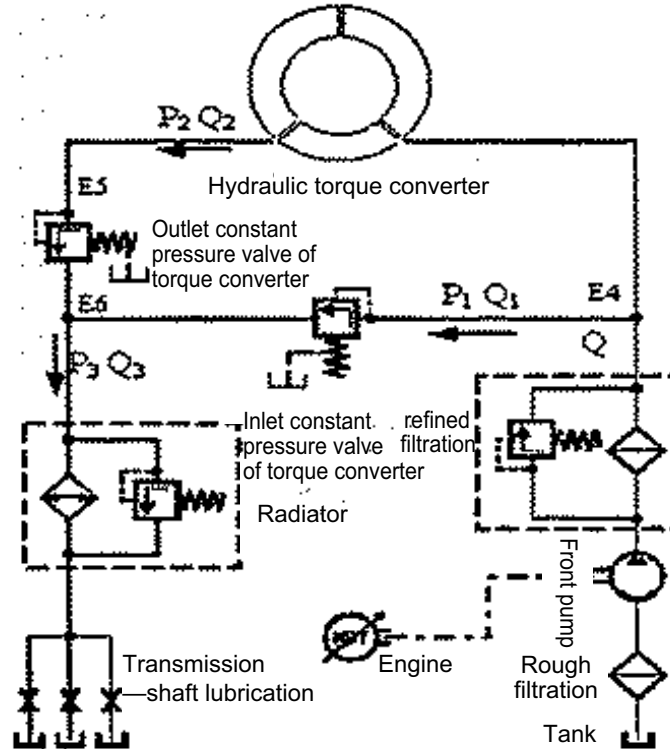 P₂ Q₂
Hydraulic torque converter
E5
Outlet constant
pressure valve of
torque converter
E6
P₁ Q₁
E4
Q
P₃ Q₃
Inlet constant
pressure valve
of torque converter
refined
filtration
Radiator
Front pump
Engine
Rough
filtration
Transmission
shaft lubrication
Tank